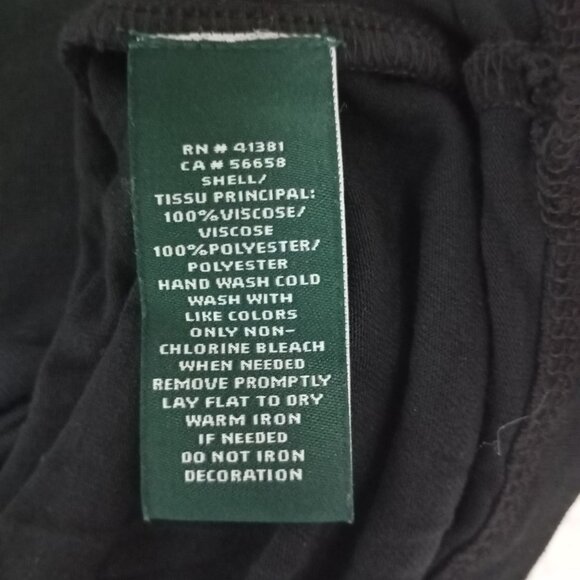 RN # 41381
CA # 56658
SHELL/
TISSU PRINCIPAL:
100%VISCOSE/
VISCOSE
100%POLYESTER/
POLYESTER
HAND WASH COLD
WASH WITH
LIKE COLORS
ONLY NON-
CHLORINE BLEACH
WHEN NEEDED
REMOVE PROMPTLY
LAY FLAT TO DRY
WARM IRON
IF NEEDED
DO NOT IRON
DECORATION